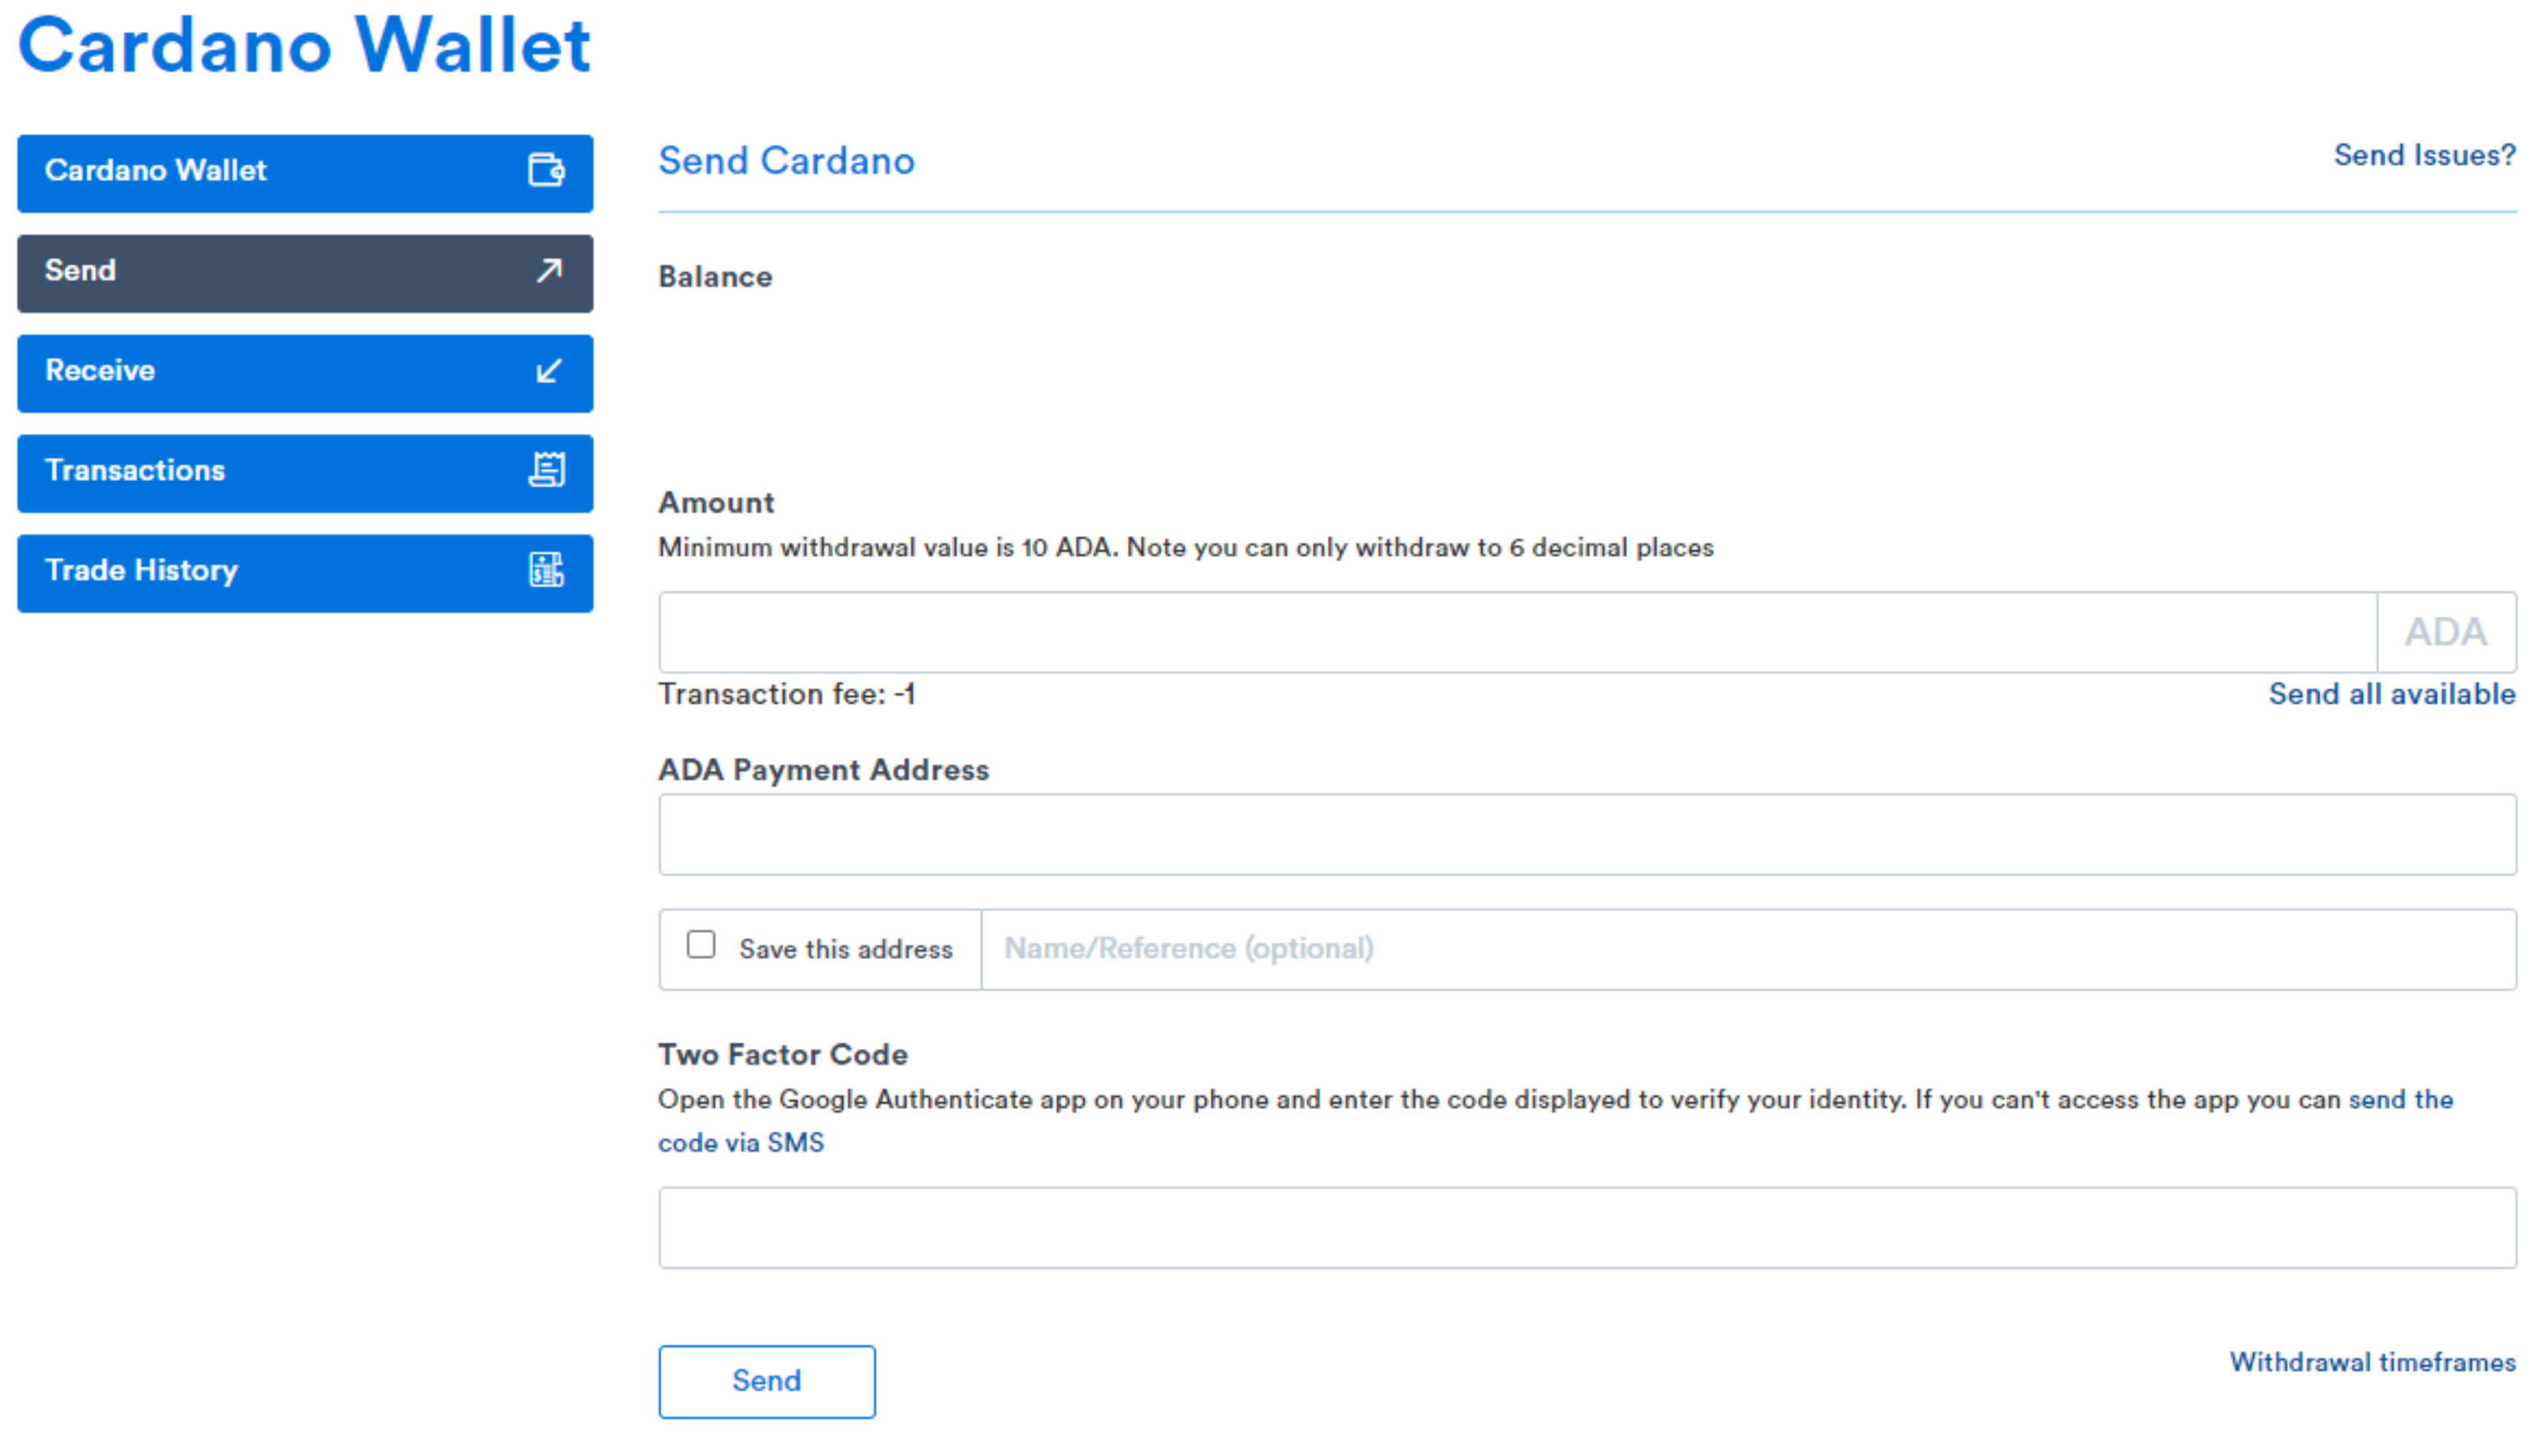 Cardano Wallet
Cardano Wallet
Send
Receive
Transactions
Trade History
Send Cardano
Send Issues?
Balance
Amount
Minimum withdrawal value is 10 ADA. Note you can only withdraw to 6 decimal places
ADA
Transaction fee: -1
Send all available
ADA Payment Address
Save this address
Name/Reference (optional)
Two Factor Code
Open the Google Authenticate app on your phone and enter the code displayed to verify your identity. If you can't access the app you can send the
code via SMS
Send
Withdrawal timeframes